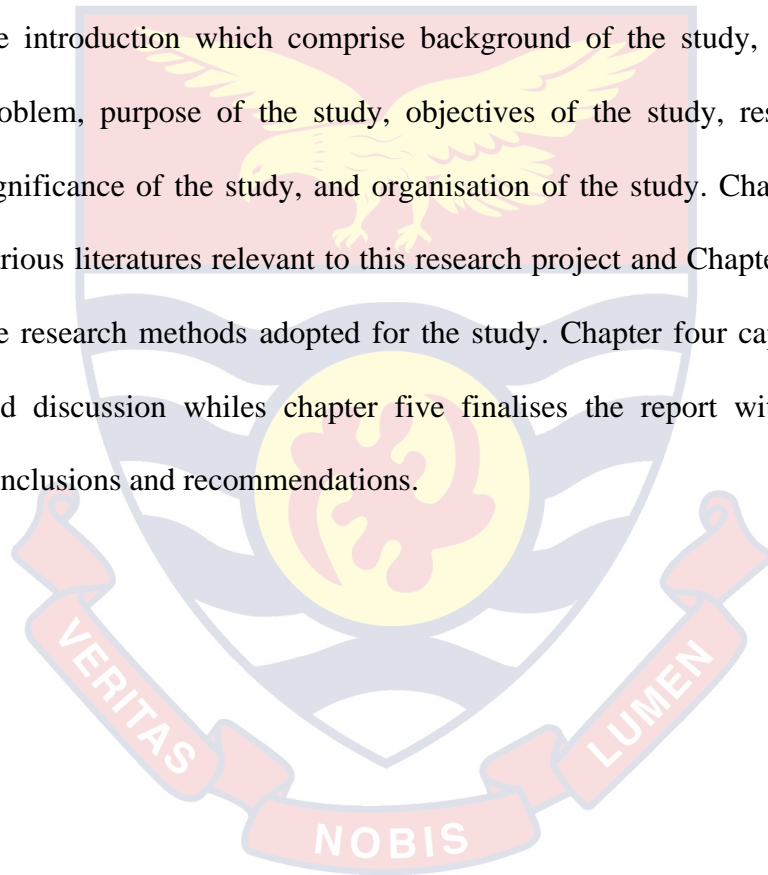 e introduction which comprise background of the study,
oblem, purpose of the study, objectives of the study, res
gnificance of the study, and organisation of the study. Cha
rious literatures relevant to this research project and Chapte
e research methods adopted for the study. Chapter four cap
d discussion whiles chapter five finalises the report wit
nclusions and recommendations.
VERITAS
NOBIS
LUMEN